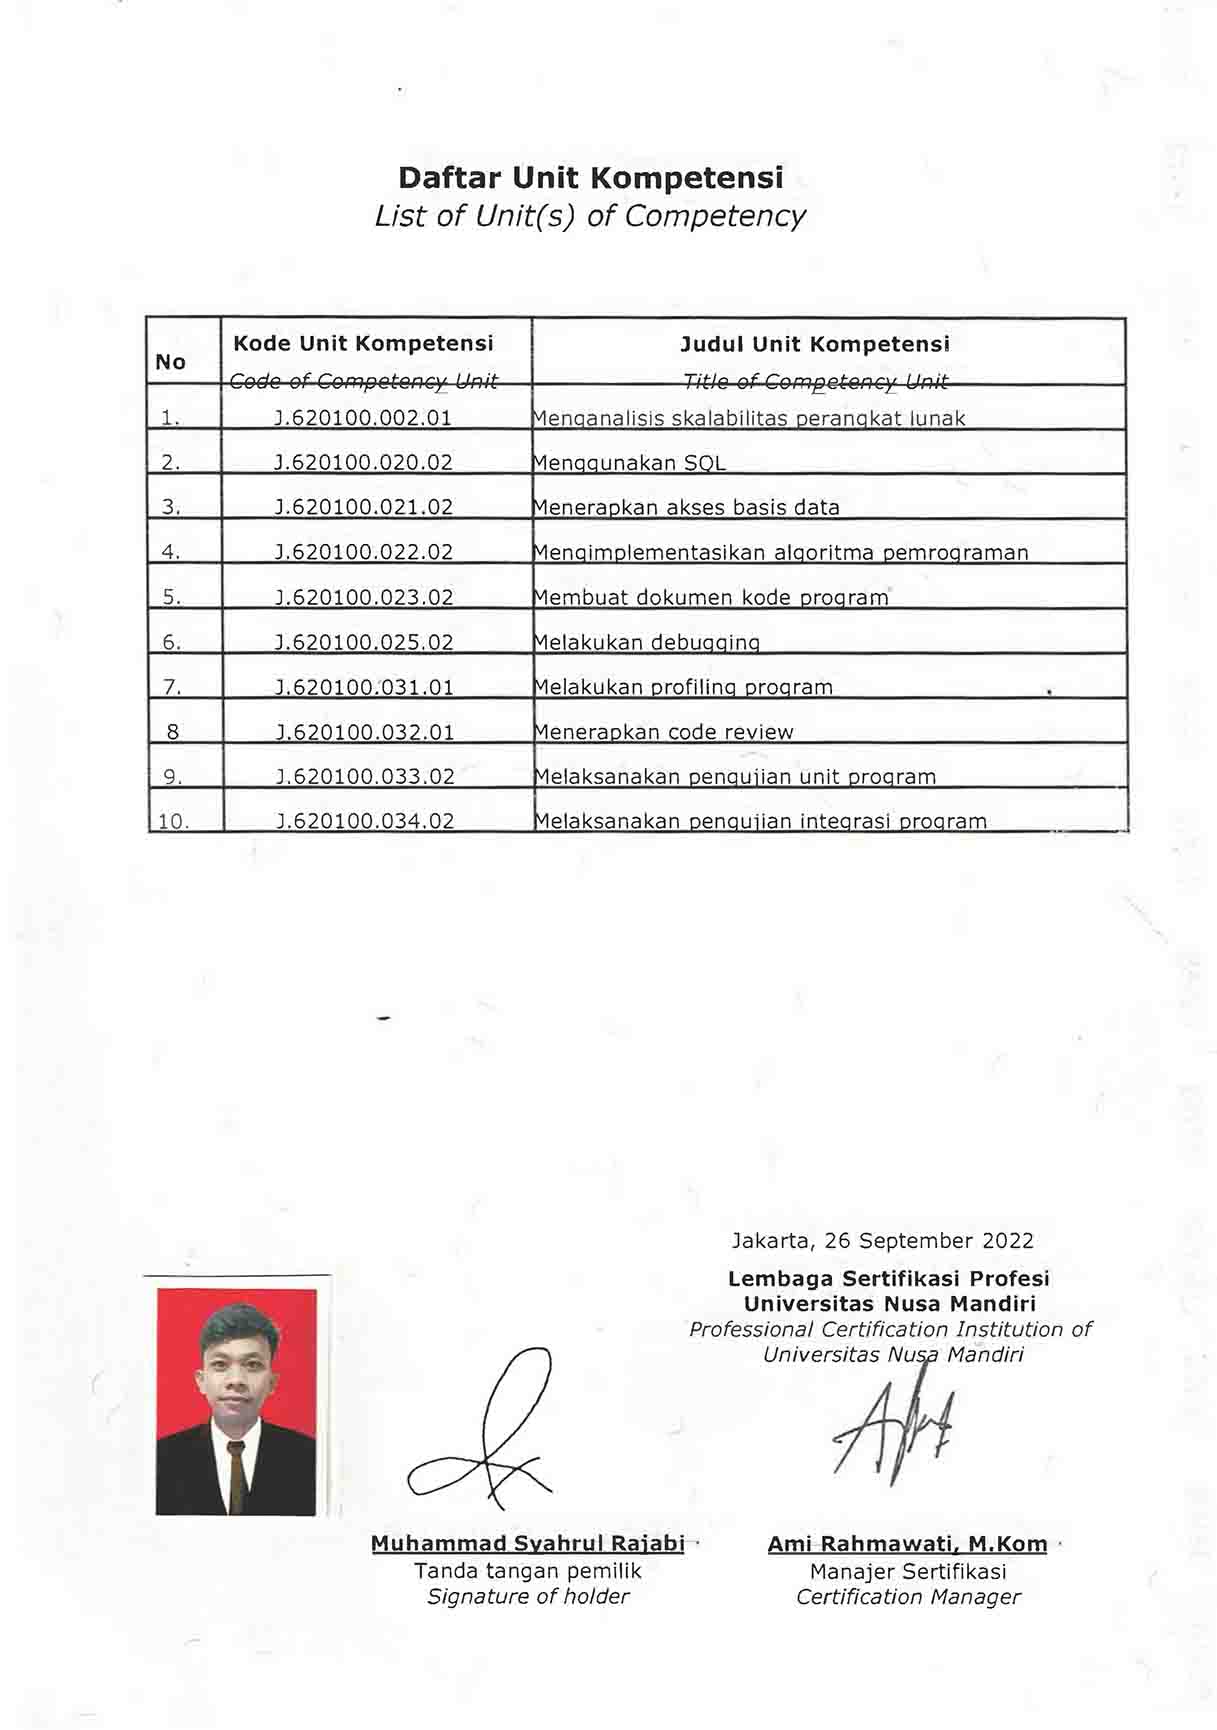 Daftar Unit Kompetensi
List of Unit(s) of Competency
No Kode Unit Kompetensi Judul Unit Kompetensi
Code of Competency Unit Title of Competency Unit
1. J.620100.002.01 Menganalisis skalabilitas perangkat lunak
2. J.620100.020.02 Menggunakan SQL
3. J.620100.021.02 Menerapkan akses basis data
4. J.620100.022.02 Mengimplementasikan algoritma pemrograman
5. J.620100.023.02 Membuat dokumen kode program
6. J.620100.025.02 Melakukan debugging
7. J.620100.031.01 Melakukan profiling program
8 J.620100.032.01 Menerapkan code review
9. J.620100.033.02 Melaksanakan pengujian unit program
10. J.620100.034.02 Melaksanakan pengujian integrasi program
Jakarta, 26 September 2022
Lembaga Sertifikasi Profesi
Universitas Nusa Mandiri
Professional Certification Institution of
Universitas Nusa Mandiri
Muhammad Syahrul Rajabi
Tanda tangan pemilik
Signature of holder
Ami Rahmawati, M.Kom
Manajer Sertifikasi
Certification Manager